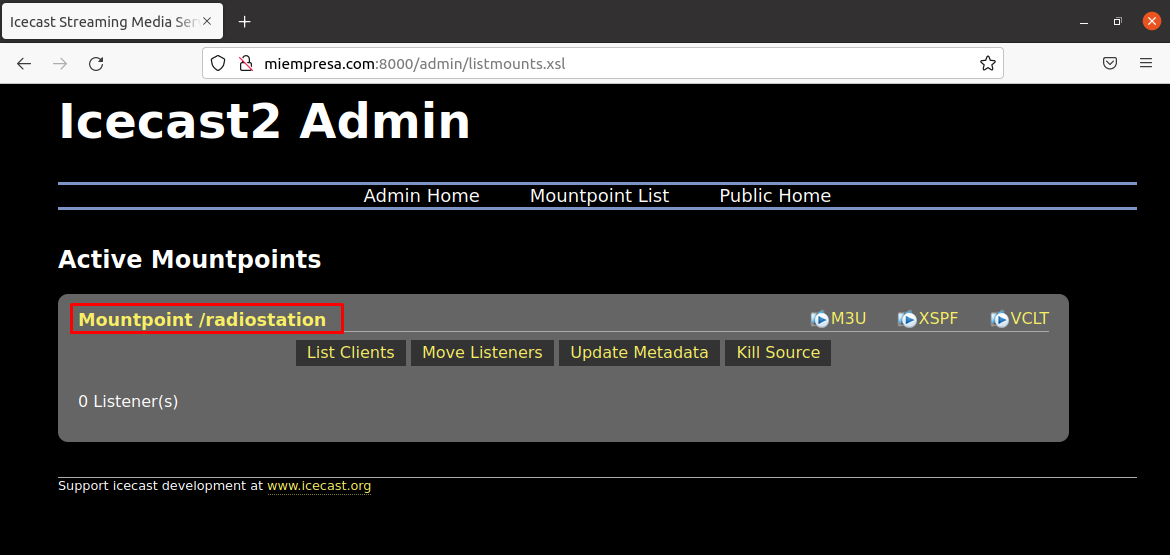 Icecast Streaming Media Ser
miempresa.com:8000/admin/listmounts.xsl
Icecast2 Admin
Admin Home Mountpoint List Public Home
Active Mountpoints
Mountpoint /radiostation M3U XSPF VCLT
List Clients Move Listeners Update Metadata Kill Source
0 Listener(s)
Support icecast development at www.icecast.org